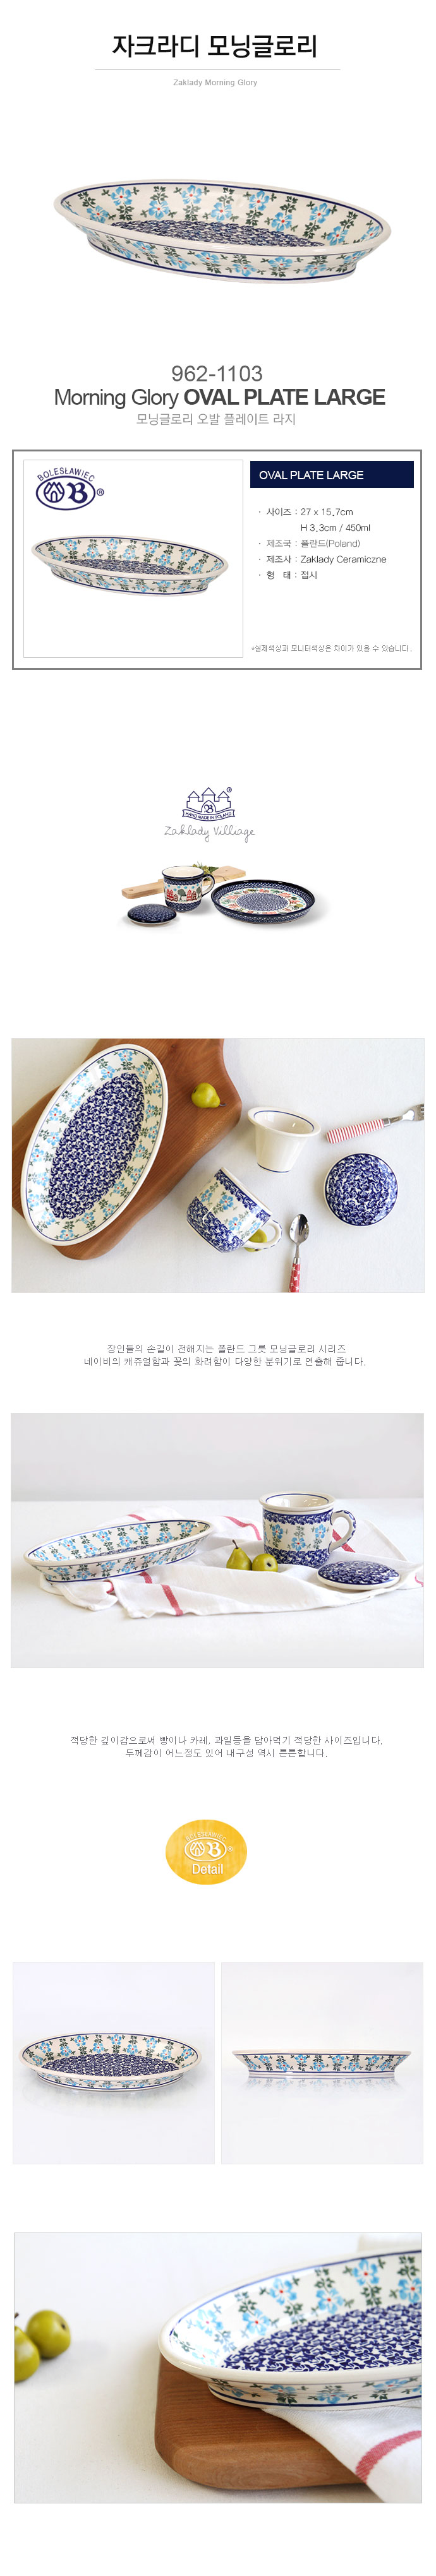 자크라디 모닝글로리
Zaklady Morning Glory
962-1103
Morning Glory OVAL PLATE LARGE
모닝글로리 오발 플레이트 라지
BOLESŁAWIEC
B®
OVAL PLATE LARGE
· 사이즈 : 27 x 15.7cm
H 3.3cm / 450ml
· 제조국 : 폴란드(Poland)
· 제조사 : Zaklady Ceramiczne
· 형 태 : 접시
*실제색상과 모니터색상은 차이가 있을 수 있습니다.
®
HAND MADE IN POLAND
Zaklady Villiage
장인들의 손길이 전해지는 폴란드 그릇 모닝글로리 시리즈
네이비의 캐쥬얼함과 꽃의 화려함이 다양한 분위기로 연출해 줍니다.
적당한 깊이감으로써 빵이나 카레, 과일등을 담아먹기 적당한 사이즈입니다.
두께감이 어느정도 있어 내구성 역시 튼튼합니다.
BOLESŁAWIEC
B®
Detail